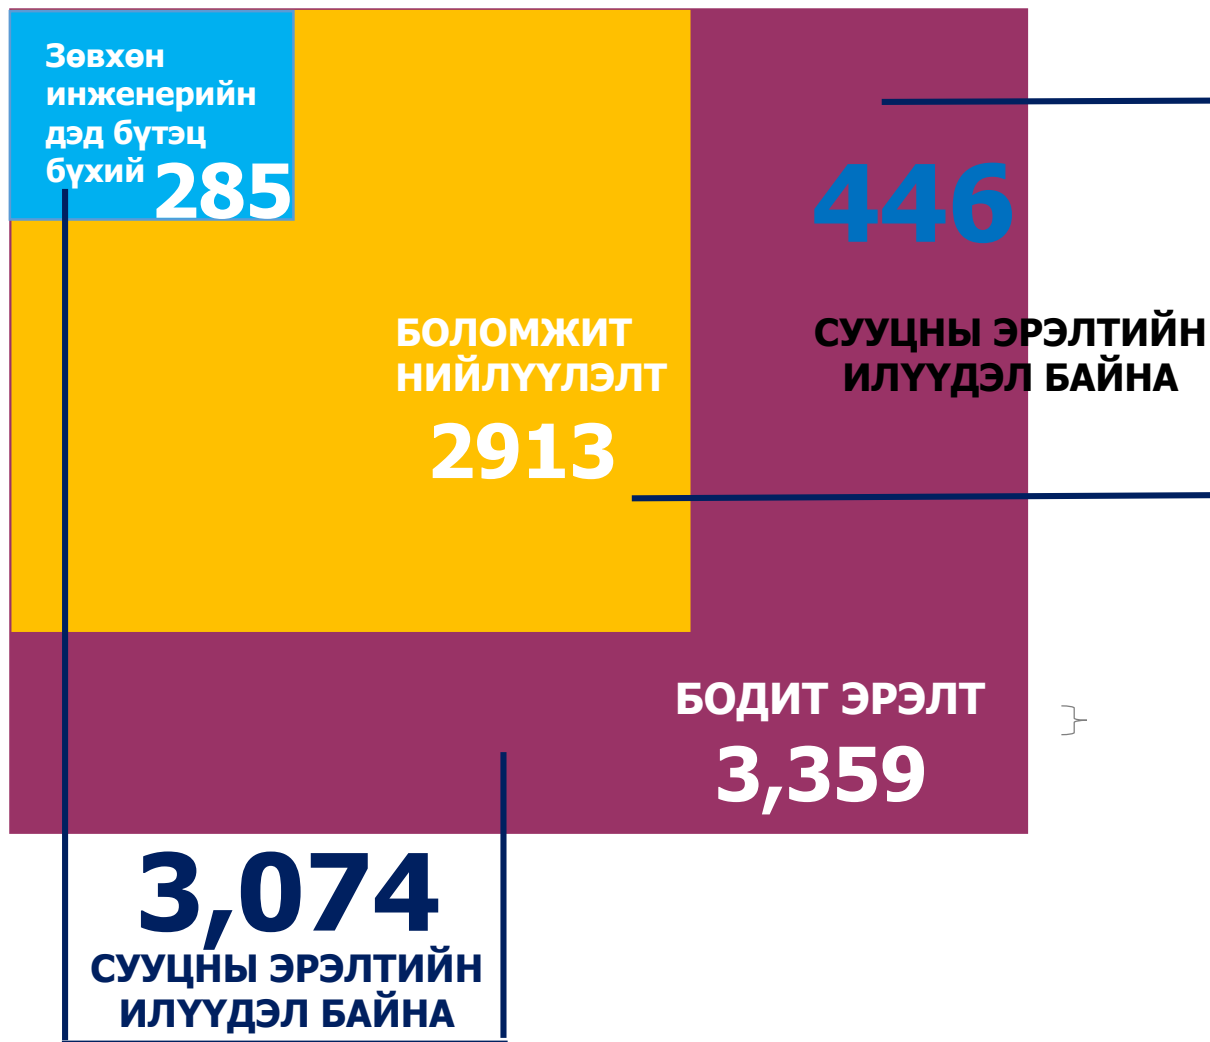 Зөвхөн
инженерийн
дэд бүтэц
бүхий 285
446
БОЛОМЖИТ
НИЙЛҮҮЛЭЛТ
2913
СУУЦНЫ ЭРЭЛТИЙН
ИЛҮҮДЭЛ БАЙНА
БОДИТ ЭРЭЛТ
3,359
3,074
СУУЦНЫ ЭРЭЛТИЙН
ИЛҮҮДЭЛ БАЙНА